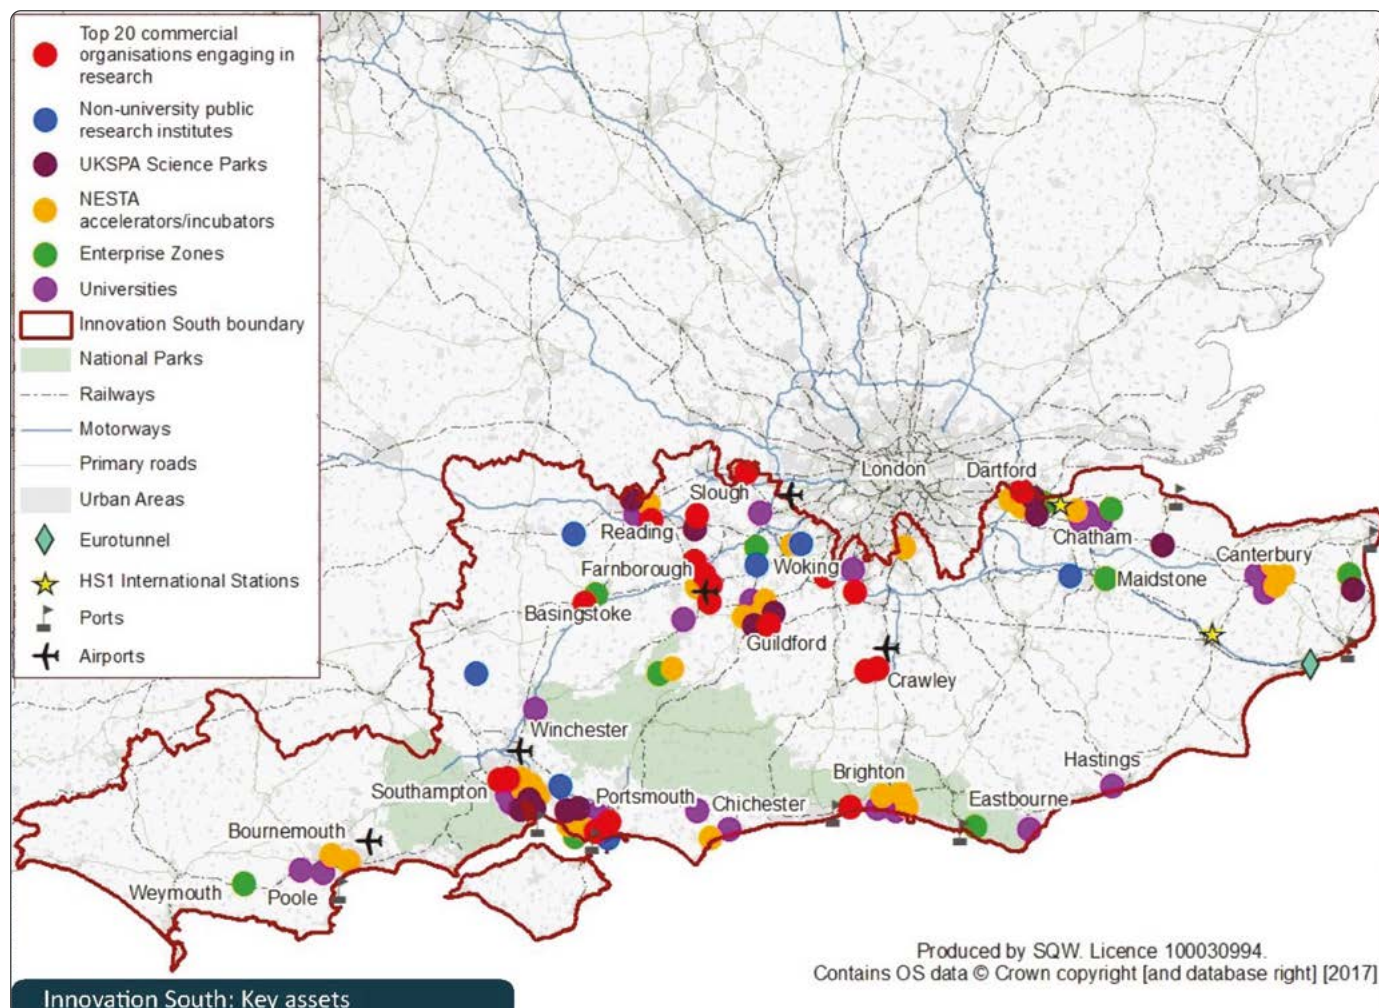 Top 20 commercial
organisations engaging in
research
Non-university public
research institutes
UKSPA Science Parks
NESTA
accelerators/incubators
Enterprise Zones
Universities
Innovation South boundary
National Parks
Railways
Motorways
Primary roads
Urban Areas
Eurotunnel
HS1 International Stations
Ports
Airports
London
Dartford
Slough
Reading
Chatham
Canterbury
Farnborough
Woking
Maidstone
Basingstoke
Guildford
Crawley
Winchester
Hastings
Brighton
Southampton
Portsmouth
Chichester
Eastbourne
Bournemouth
Weymouth
Poole
Produced by SQW. Licence 100030994.
Contains OS data © Crown copyright [and database right] [2017]
Innovation South: Key assets